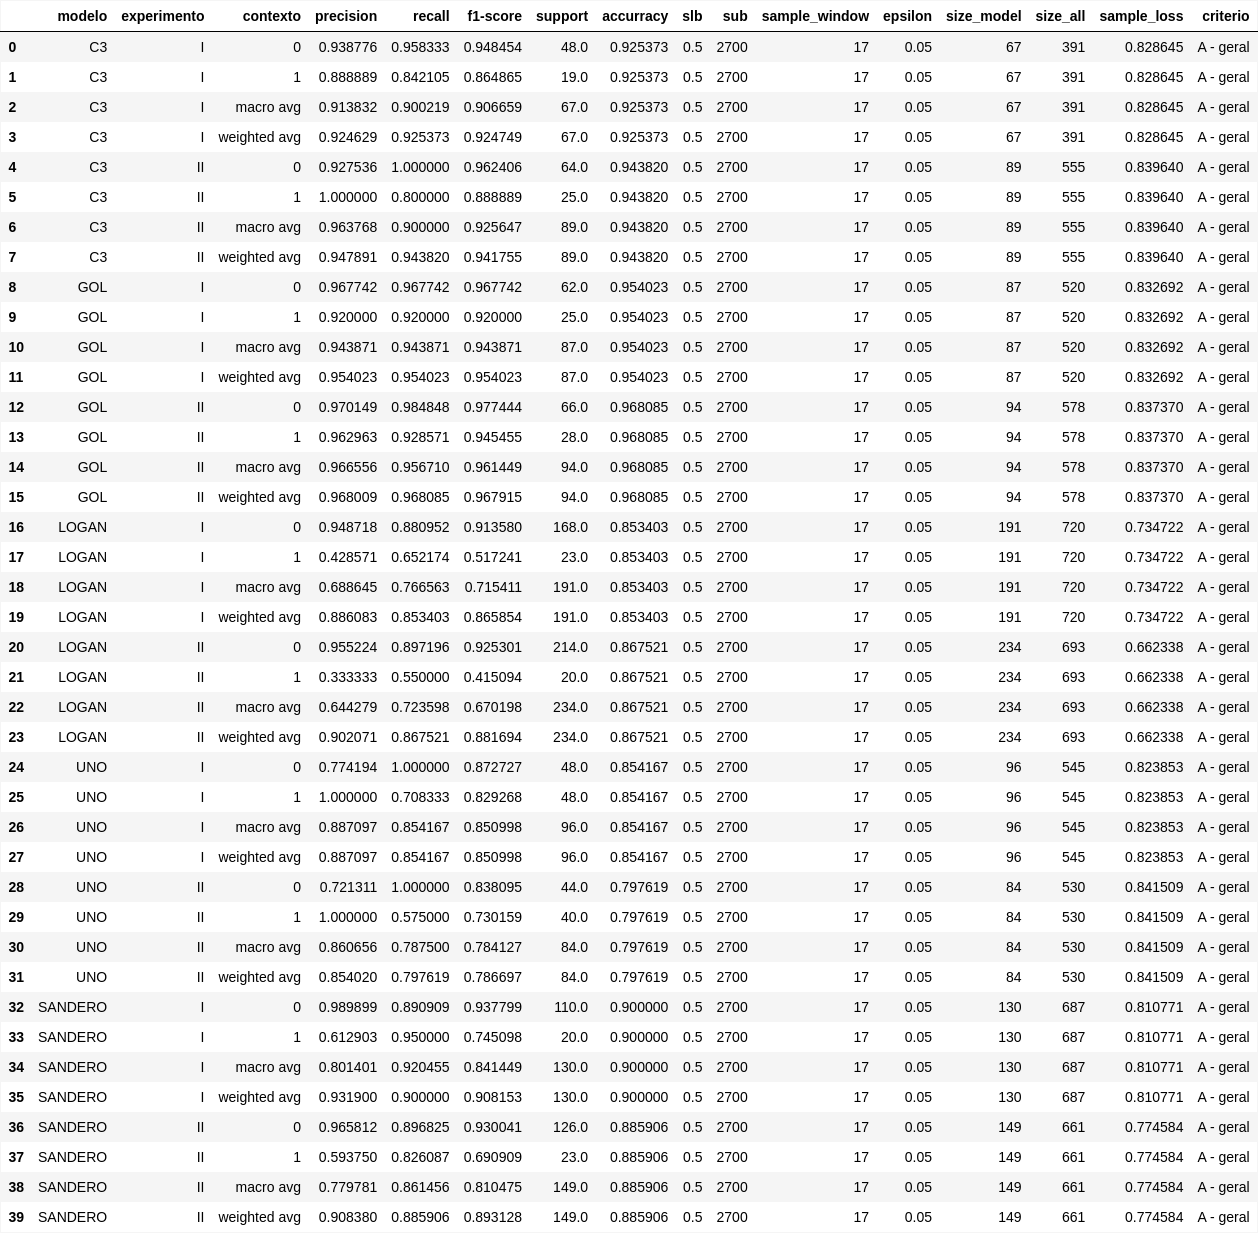 modelo experimento contexto precision recall f1-score support accurracy slb sub sample_window epsilon size_model size_all sample_loss criterio
0 C3 I 0 0.938776 0.958333 0.948454 48.0 0.925373 0.5 2700 17 0.05 67 391 0.828645 A - geral
1 C3 I 1 0.888889 0.842105 0.864865 19.0 0.925373 0.5 2700 17 0.05 67 391 0.828645 A - geral
2 C3 I macro avg 0.913832 0.900219 0.906659 67.0 0.925373 0.5 2700 17 0.05 67 391 0.828645 A - geral
3 C3 I weighted avg 0.924629 0.925373 0.924749 67.0 0.925373 0.5 2700 17 0.05 67 391 0.828645 A - geral
4 C3 II 0 0.927536 1.000000 0.962406 64.0 0.943820 0.5 2700 17 0.05 89 555 0.839640 A - geral
5 C3 II 1 1.000000 0.800000 0.888889 25.0 0.943820 0.5 2700 17 0.05 89 555 0.839640 A - geral
6 C3 II macro avg 0.963768 0.900000 0.925647 89.0 0.943820 0.5 2700 17 0.05 89 555 0.839640 A - geral
7 C3 II weighted avg 0.947891 0.943820 0.941755 89.0 0.943820 0.5 2700 17 0.05 89 555 0.839640 A - geral
8 GOL I 0 0.967742 0.967742 0.967742 62.0 0.954023 0.5 2700 17 0.05 87 520 0.832692 A - geral
9 GOL I 1 0.920000 0.920000 0.920000 25.0 0.954023 0.5 2700 17 0.05 87 520 0.832692 A - geral
10 GOL I macro avg 0.943871 0.943871 0.943871 87.0 0.954023 0.5 2700 17 0.05 87 520 0.832692 A - geral
11 GOL I weighted avg 0.954023 0.954023 0.954023 87.0 0.954023 0.5 2700 17 0.05 87 520 0.832692 A - geral
12 GOL II 0 0.970149 0.984848 0.977444 66.0 0.968085 0.5 2700 17 0.05 94 578 0.837370 A - geral
13 GOL II 1 0.962963 0.928571 0.945455 28.0 0.968085 0.5 2700 17 0.05 94 578 0.837370 A - geral
14 GOL II macro avg 0.966556 0.956710 0.961449 94.0 0.968085 0.5 2700 17 0.05 94 578 0.837370 A - geral
15 GOL II weighted avg 0.968009 0.968085 0.967915 94.0 0.968085 0.5 2700 17 0.05 94 578 0.837370 A - geral
16 LOGAN I 0 0.948718 0.880952 0.913580 168.0 0.853403 0.5 2700 17 0.05 191 720 0.734722 A - geral
17 LOGAN I 1 0.428571 0.652174 0.517241 23.0 0.853403 0.5 2700 17 0.05 191 720 0.734722 A - geral
18 LOGAN I macro avg 0.688645 0.766563 0.715411 191.0 0.853403 0.5 2700 17 0.05 191 720 0.734722 A - geral
19 LOGAN I weighted avg 0.886083 0.853403 0.865854 191.0 0.853403 0.5 2700 17 0.05 191 720 0.734722 A - geral
20 LOGAN II 0 0.955224 0.897196 0.925301 214.0 0.867521 0.5 2700 17 0.05 234 693 0.662338 A - geral
21 LOGAN II 1 0.333333 0.550000 0.415094 20.0 0.867521 0.5 2700 17 0.05 234 693 0.662338 A - geral
22 LOGAN II macro avg 0.644279 0.723598 0.670198 234.0 0.867521 0.5 2700 17 0.05 234 693 0.662338 A - geral
23 LOGAN II weighted avg 0.902071 0.867521 0.881694 234.0 0.867521 0.5 2700 17 0.05 234 693 0.662338 A - geral
24 UNO I 0 0.774194 1.000000 0.872727 48.0 0.854167 0.5 2700 17 0.05 96 545 0.823853 A - geral
25 UNO I 1 1.000000 0.708333 0.829268 48.0 0.854167 0.5 2700 17 0.05 96 545 0.823853 A - geral
26 UNO I macro avg 0.887097 0.854167 0.850998 96.0 0.854167 0.5 2700 17 0.05 96 545 0.823853 A - geral
27 UNO I weighted avg 0.887097 0.854167 0.850998 96.0 0.854167 0.5 2700 17 0.05 96 545 0.823853 A - geral
28 UNO II 0 0.721311 1.000000 0.838095 44.0 0.797619 0.5 2700 17 0.05 84 530 0.841509 A - geral
29 UNO II 1 1.000000 0.575000 0.730159 40.0 0.797619 0.5 2700 17 0.05 84 530 0.841509 A - geral
30 UNO II macro avg 0.860656 0.787500 0.784127 84.0 0.797619 0.5 2700 17 0.05 84 530 0.841509 A - geral
31 UNO II weighted avg 0.854020 0.797619 0.786697 84.0 0.797619 0.5 2700 17 0.05 84 530 0.841509 A - geral
32 SANDERO I 0 0.989899 0.890909 0.937799 110.0 0.900000 0.5 2700 17 0.05 130 687 0.810771 A - geral
33 SANDERO I 1 0.612903 0.950000 0.745098 20.0 0.900000 0.5 2700 17 0.05 130 687 0.810771 A - geral
34 SANDERO I macro avg 0.801401 0.920455 0.841449 130.0 0.900000 0.5 2700 17 0.05 130 687 0.810771 A - geral
35 SANDERO I weighted avg 0.931900 0.900000 0.908153 130.0 0.900000 0.5 2700 17 0.05 130 687 0.810771 A - geral
36 SANDERO II 0 0.965812 0.896825 0.930041 126.0 0.885906 0.5 2700 17 0.05 149 661 0.774584 A - geral
37 SANDERO II 1 0.593750 0.826087 0.690909 23.0 0.885906 0.5 2700 17 0.05 149 661 0.774584 A - geral
38 SANDERO II macro avg 0.779781 0.861456 0.810475 149.0 0.885906 0.5 2700 17 0.05 149 661 0.774584 A - geral
39 SANDERO II weighted avg 0.908380 0.885906 0.893128 149.0 0.885906 0.5 2700 17 0.05 149 661 0.774584 A - geral